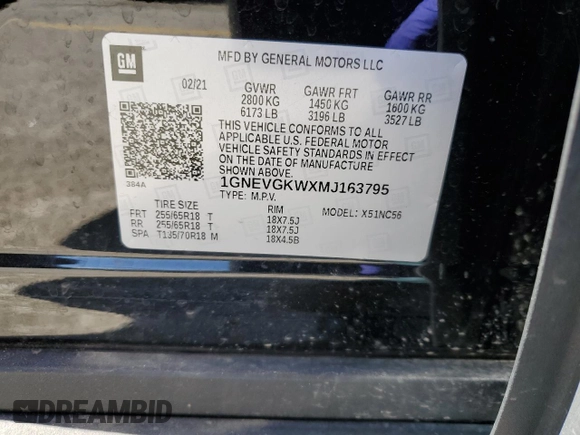 GM
MFD BY GENERAL MOTORS LLC
02/21 GVWR GAWR FRT GAWR RR
2800 KG 1450 KG 1600 KG
6173 LB 3196 LB 3527 LB
THIS VEHICLE CONFORMS TO ALL
APPLICABLE U.S. FEDERAL MOTOR
VEHICLE SAFETY STANDARDS IN EFFECT
ON THE DATE OF MANUFACTURE
SHOWN ABOVE.
384A
1GNEVGKWXMJ163795
TYPE: M.P.V. MODEL: X51NC56
TIRE SIZE RIM
FRT 255/65R18 T 18X7.5J
RR 255/65R18 T 18X7.5J
SPA T135/70R18 M 18X4.5B
DREAMBID